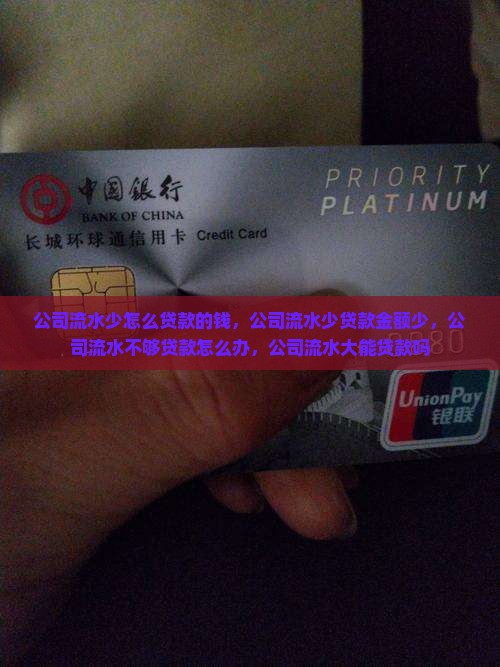 中國銀行
BANK OF CHINA
长城环球通信用卡 Credit Card
PRIORITY
PLATINUM
公司流水少怎么贷款的钱，公司流水少贷款金额少，公
司流水不够贷款怎么办，公司流水大能贷款吗
UnionPay
银联